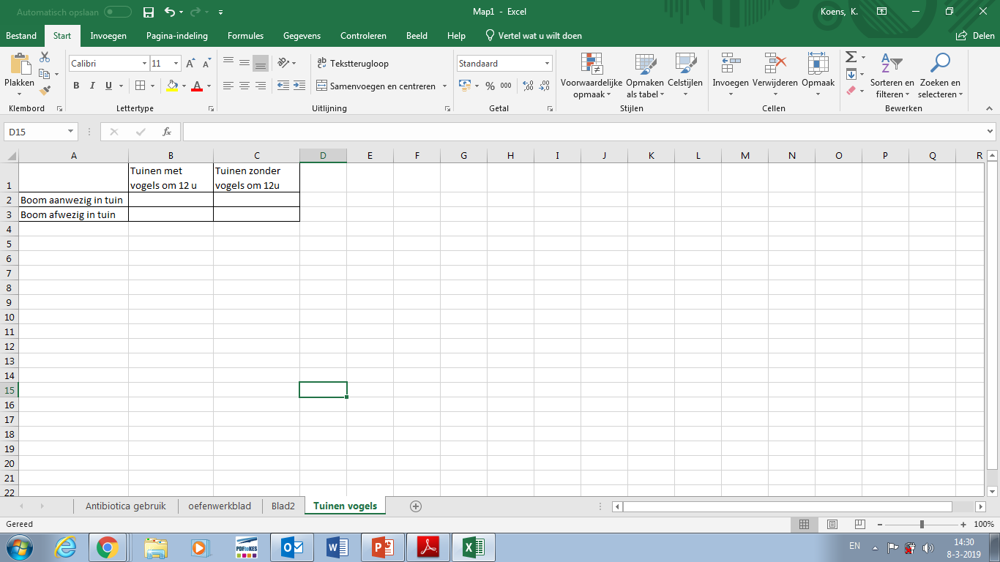 Automatisch opslaan
Map1 - Excel
Koens, K.
Bestand Start Invoegen Pagina-indeling Formules Gegevens Controleren Beeld Help Vertel wat u wilt doen Delen
Plakken
Klembord
Calibri 11
B I U
A A
A
Lettertype
ab Tekstterugloop
Samenvoegen en centreren
Uitlijning
Standaard
% 000
Getal
Voorwaardelijke opmaak
Opmaken als tabel
Celstijlen
Stijlen
Invoegen Verwijderen Opmaak
Cellen
Sorteren en filteren
Zoeken en selecteren
Bewerken
D15
fx
A B C D E F G H I J K L M N O P Q R
Tuinen met Tuinen zonder
1 vogels om 12 u vogels om 12u
2 Boom aanwezig in tuin
3 Boom afwezig in tuin
4
5
6
7
8
9
10
11
12
13
14
15
16
17
18
19
20
21
22
Antibiotica gebruik oefenwerkblad Blad2 Tuinen vogels
Gereed
100%
EN
14:30
8-3-2019